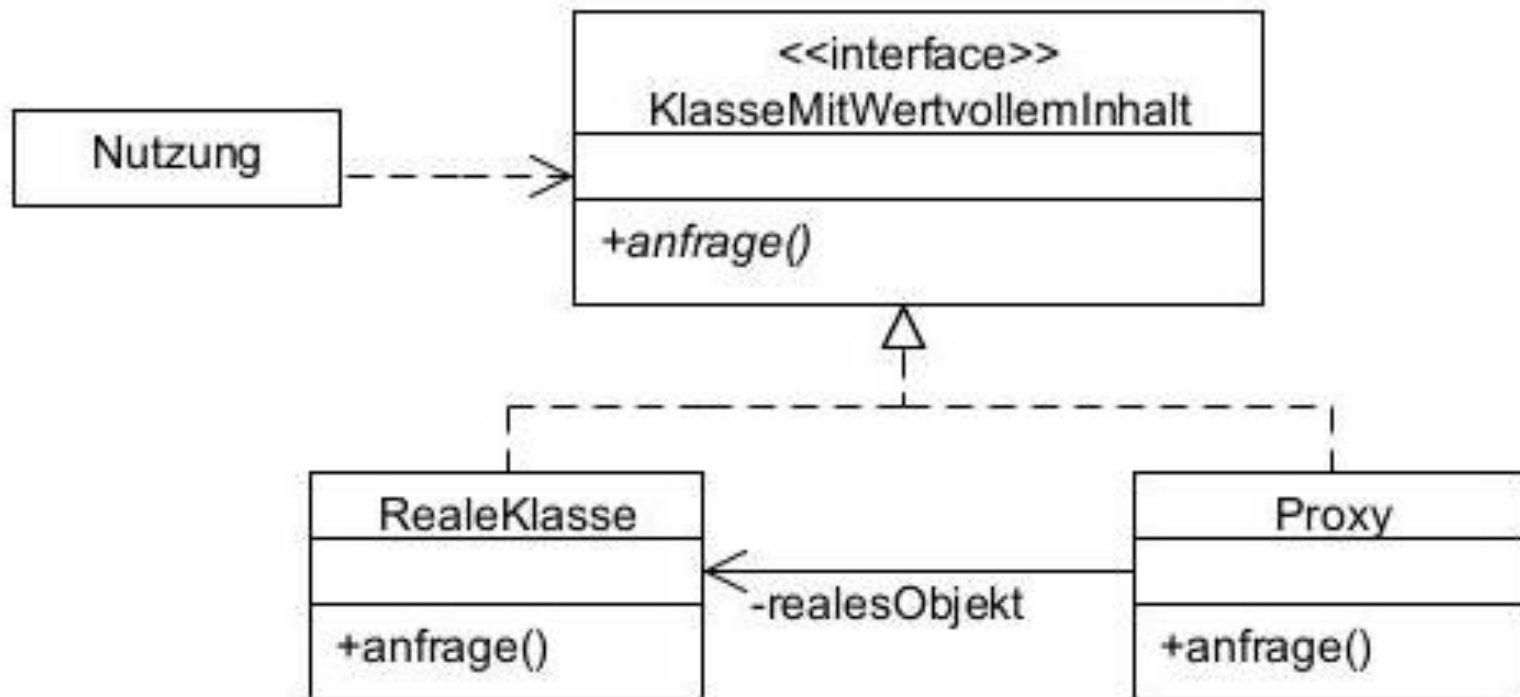 <<interface>>
KlasseMitWertvollemInhalt
Nutzung
+anfrage()
RealeKlasse
Proxy
-realesObjekt
+anfrage()
+anfrage()